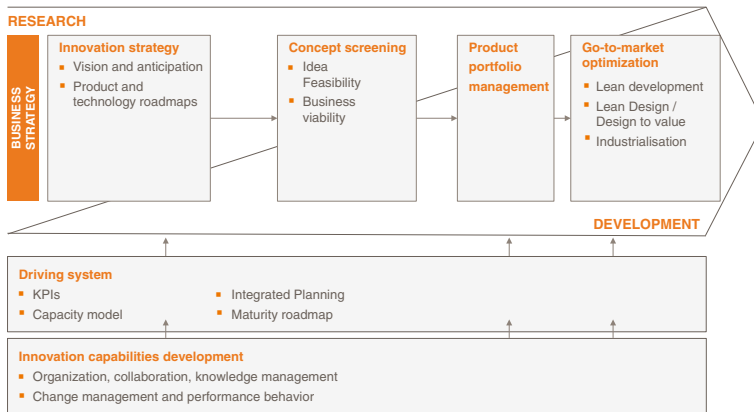 RESEARCH
BUSINESS
STRATEGY
Innovation strategy
Vision and anticipation
Product and
technology roadmaps
Concept screening
Idea
Feasibility
Business
viability
Product
portfolio
management
Go-to-market
optimization
Lean development
Lean Design /
Design to value
Industrialisation
DEVELOPMENT
Driving system
KPIs
Capacity model
Integrated Planning
Maturity roadmap
Innovation capabilities development
Organization, collaboration, knowledge management
Change management and performance behavior